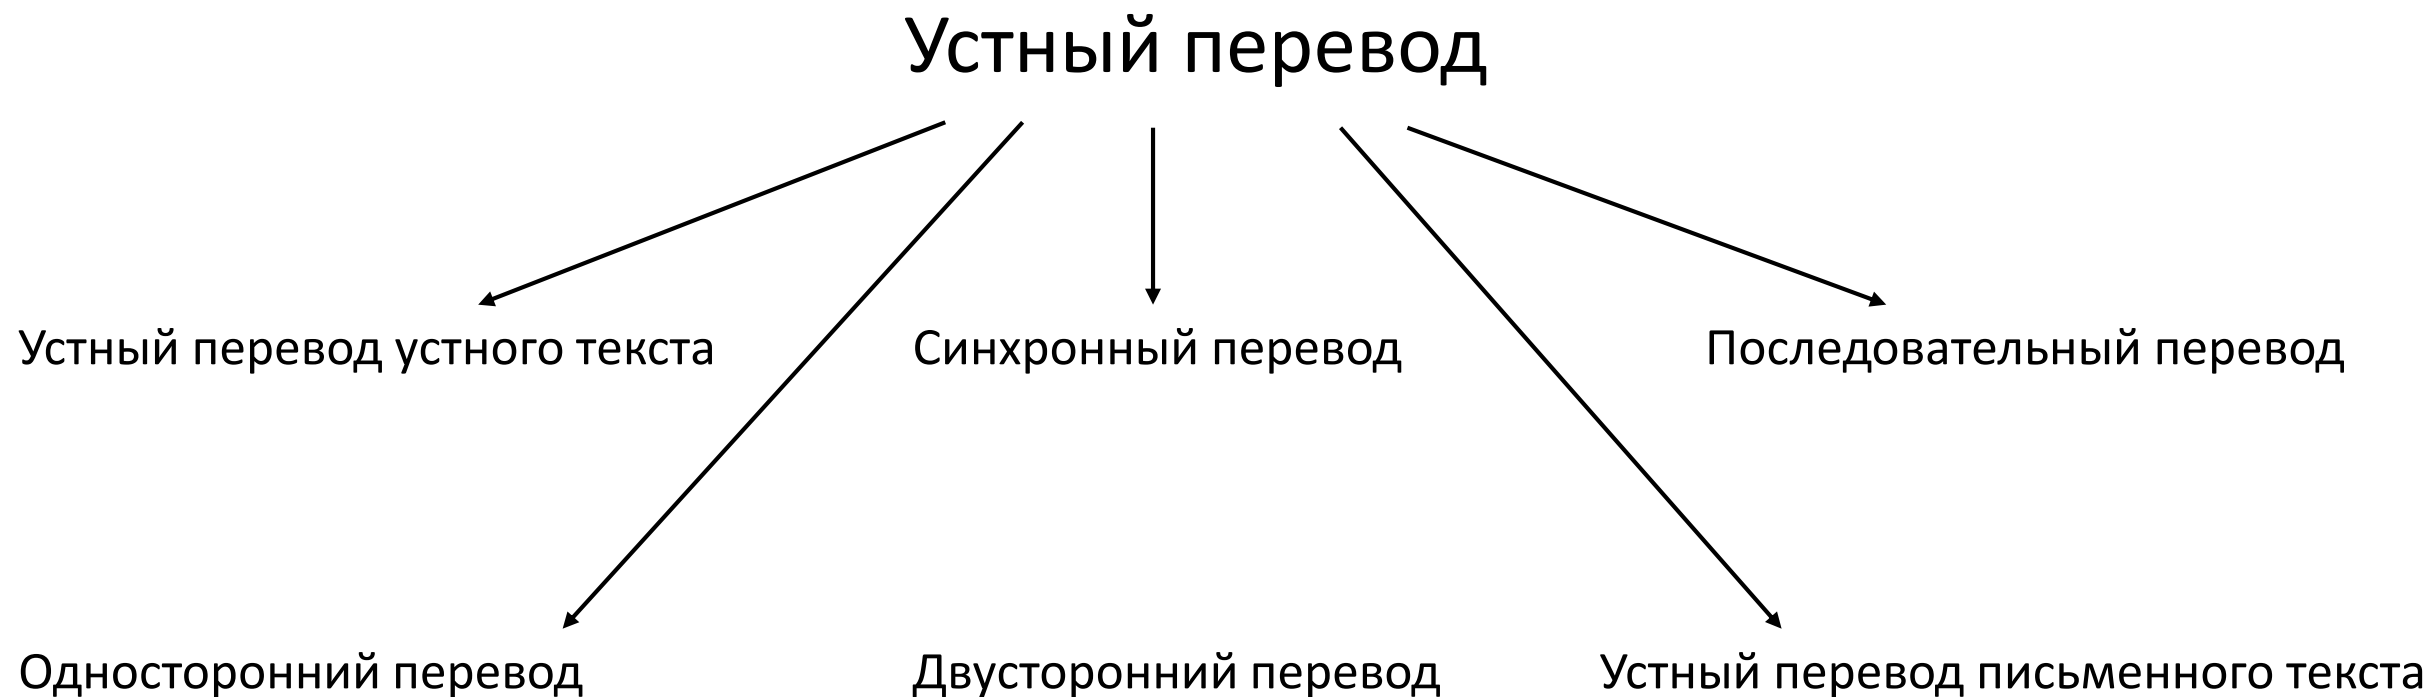 Устный перевод
Устный перевод устного текста
Синхронный перевод
Последовательный перевод
Односторонний перевод
Двусторонний перевод
Устный перевод письменного текста